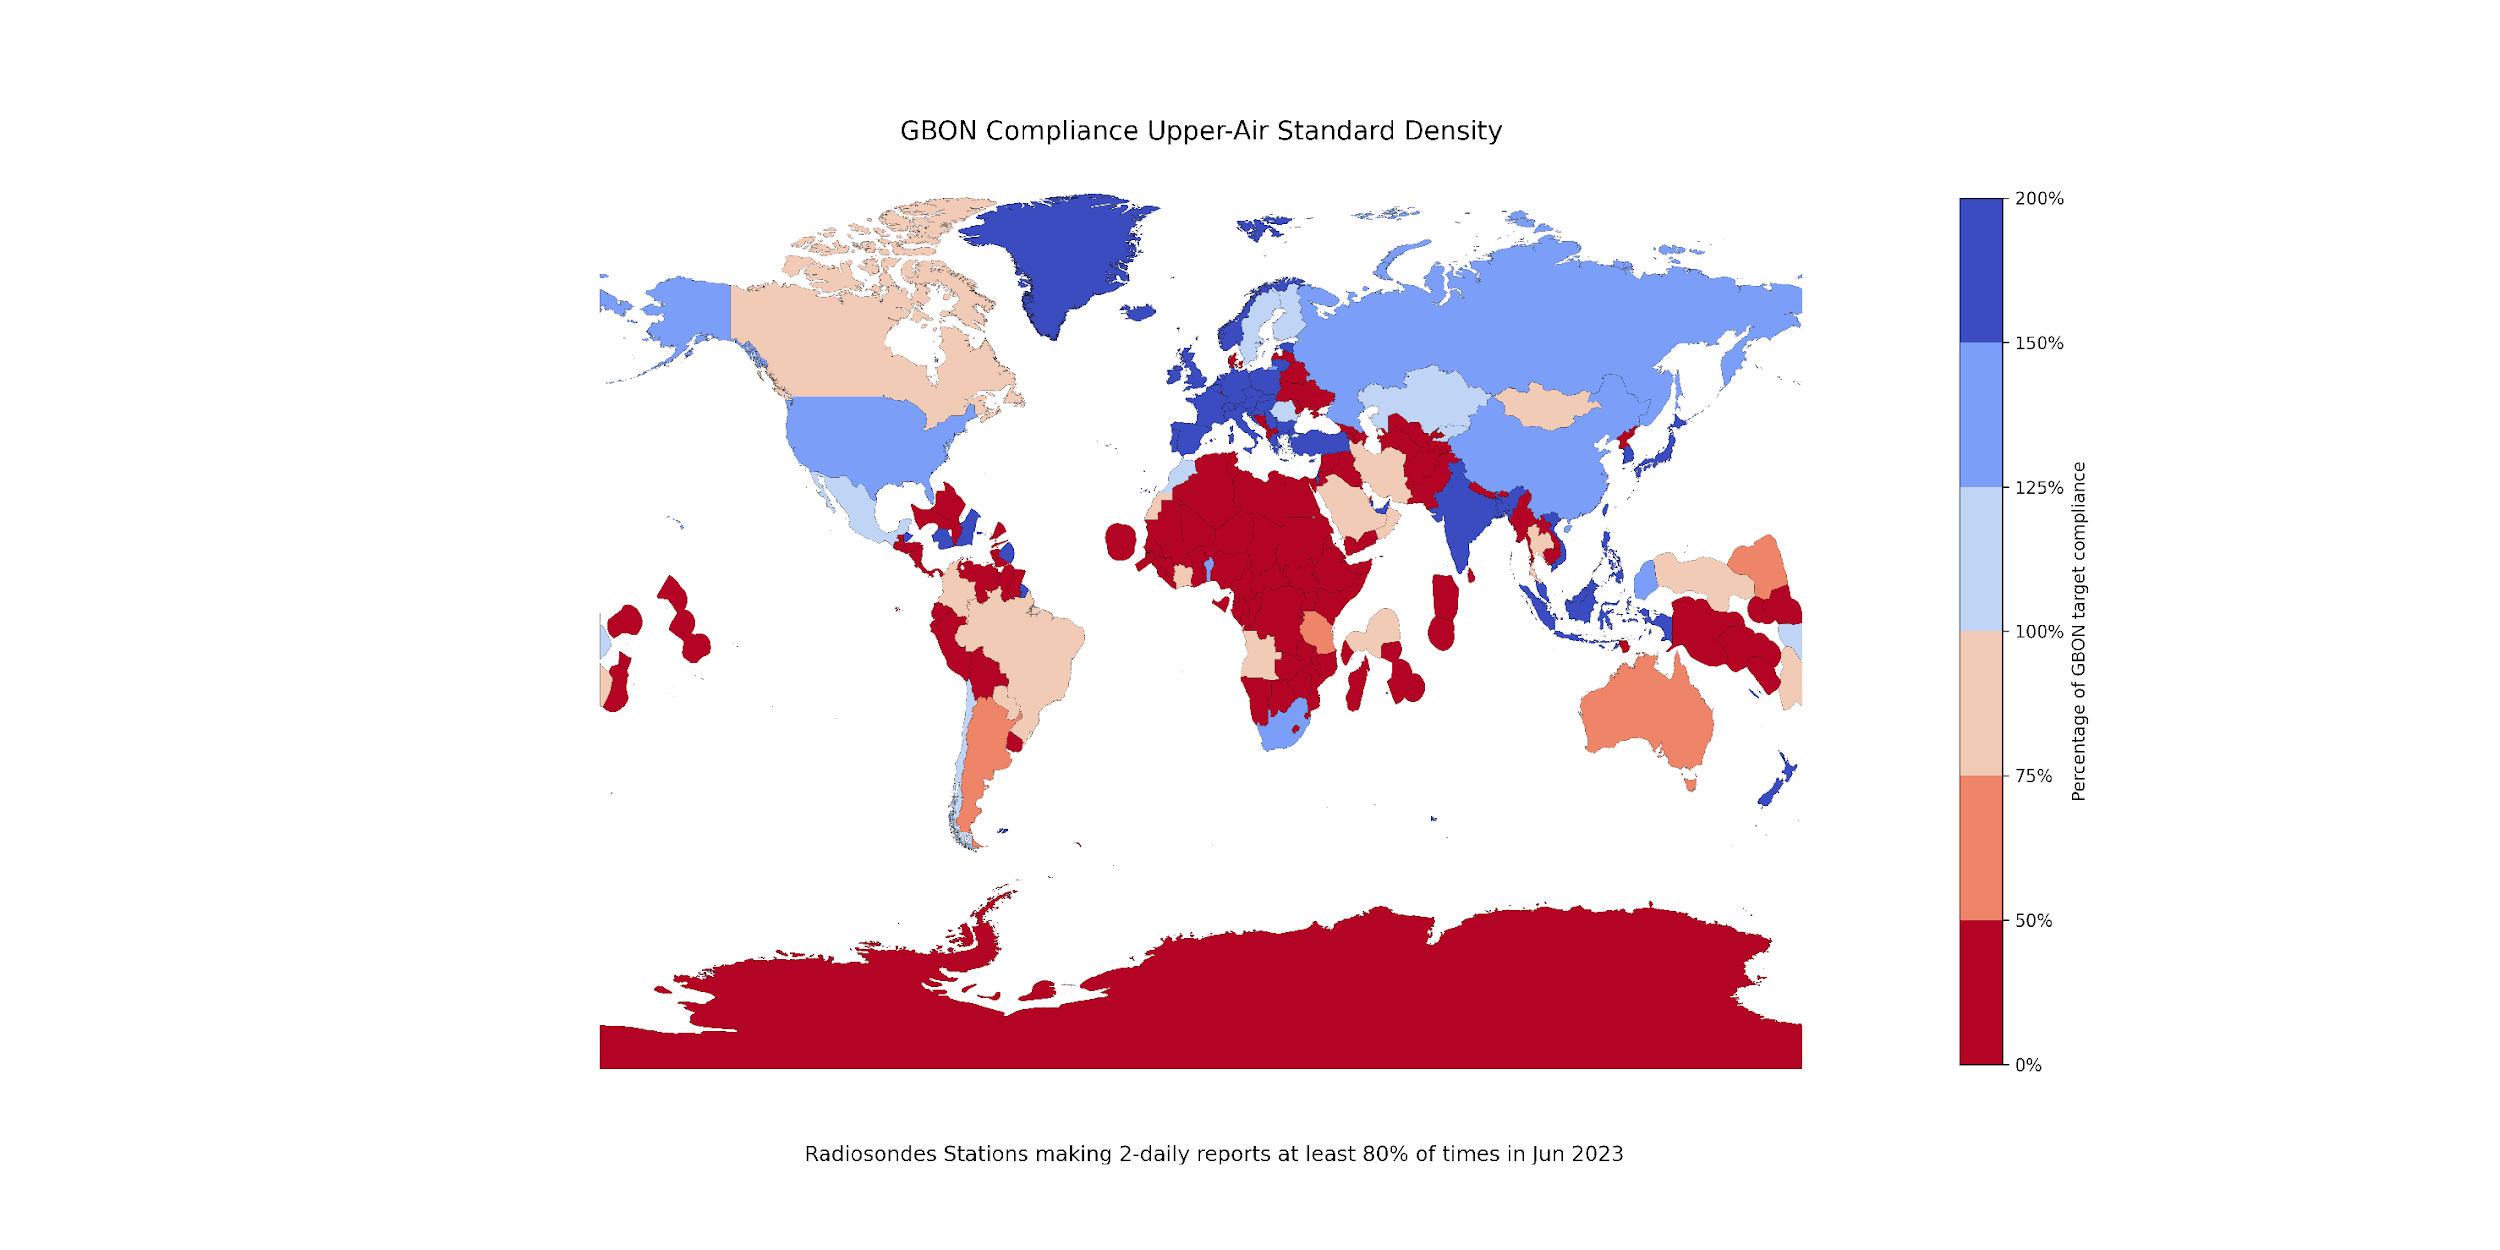 GBON Compliance Upper-Air Standard Density
200%
150%
125%
100%
75%
50%
0%
Percentage of GBON target compliance
Radiosondes Stations making 2-daily reports at least 80% of times in Jun 2023